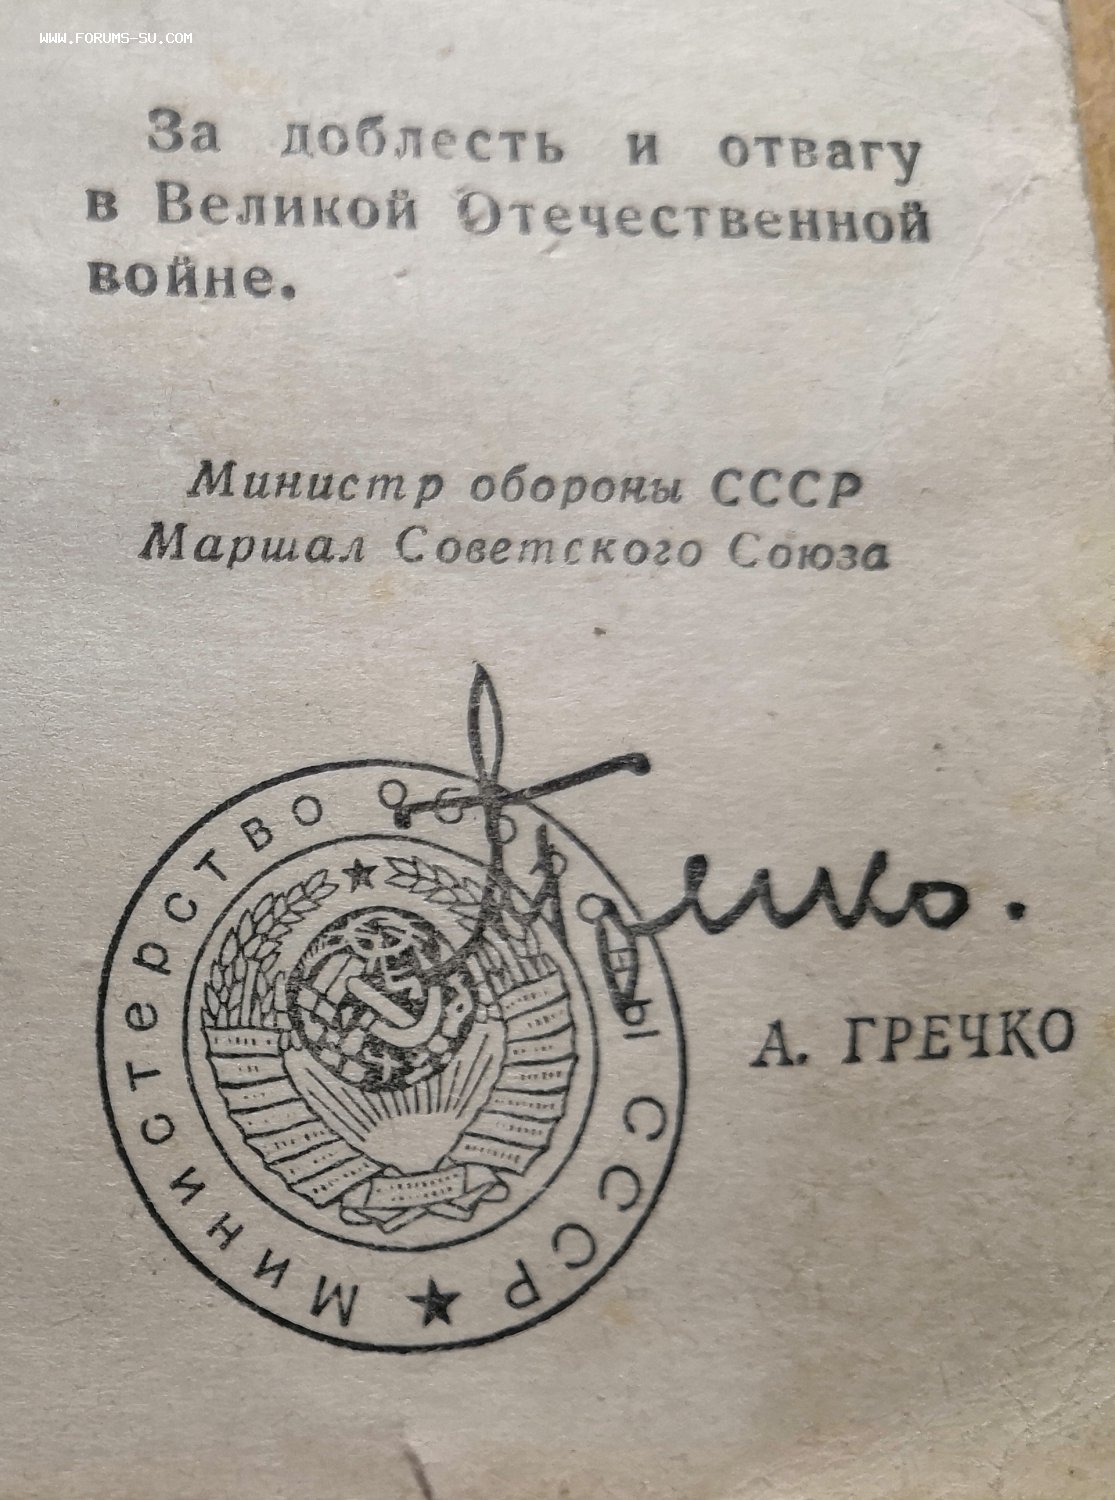 WWW.FORUMS-SU.COM
За доблесть и отвагу
в Великой Отечественной
войне.
Министр обороны СССР
Маршал Советского Союза
Гречко.
А. ГРЕЧКО
МИНИСТЕРСТВО ОБОРОНЫ СССР